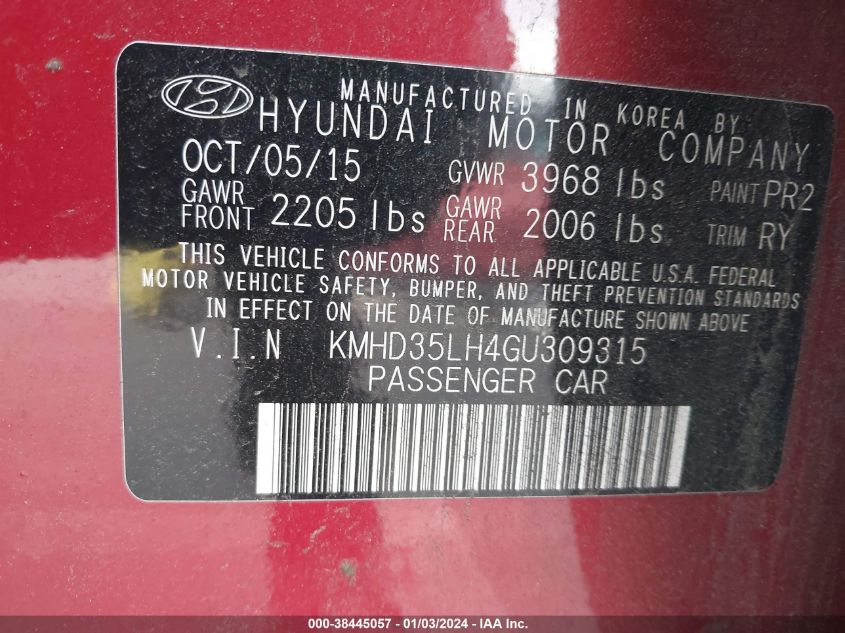 MANUFACTURED IN KOREA BY
HYUNDAI MOTOR COMPANY
OCT/05/15 GVWR 3968 lbs PAINT PR2
GAWR FRONT 2205 lbs GAWR REAR 2006 lbs TRIM RY
THIS VEHICLE CONFORMS TO ALL APPLICABLE U.S.A. FEDERAL
MOTOR VEHICLE SAFETY, BUMPER, AND THEFT PREVENTION STANDARDS
IN EFFECT ON THE DATE OF MANUFACTURE SHOWN ABOVE
V.I.N KMHD35LH4GU309315
PASSENGER CAR
000-38445057 - 01/03/2024 - IAA Inc.